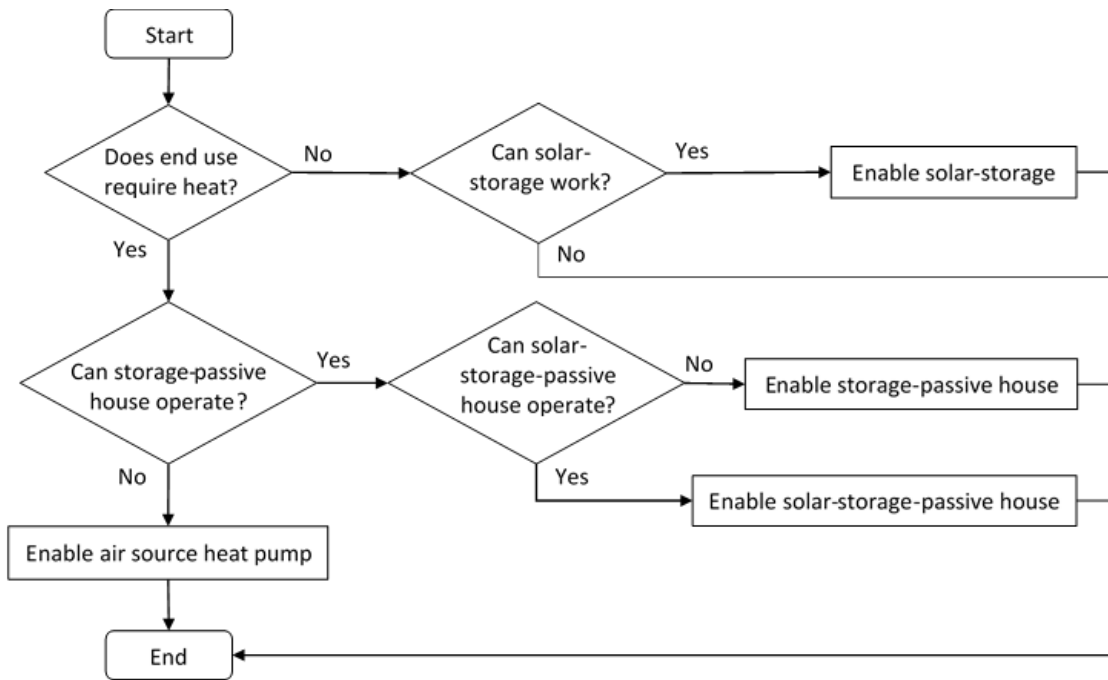 Start
Does end use
require heat?
No
Can solar-
storage work?
Yes
Enable solar-storage
No
Yes
Can storage-passive
house operate?
Yes
Can solar-
storage-passive
house operate?
No
Enable storage-passive house
Yes
Enable solar-storage-passive house
No
Enable air source heat pump
End